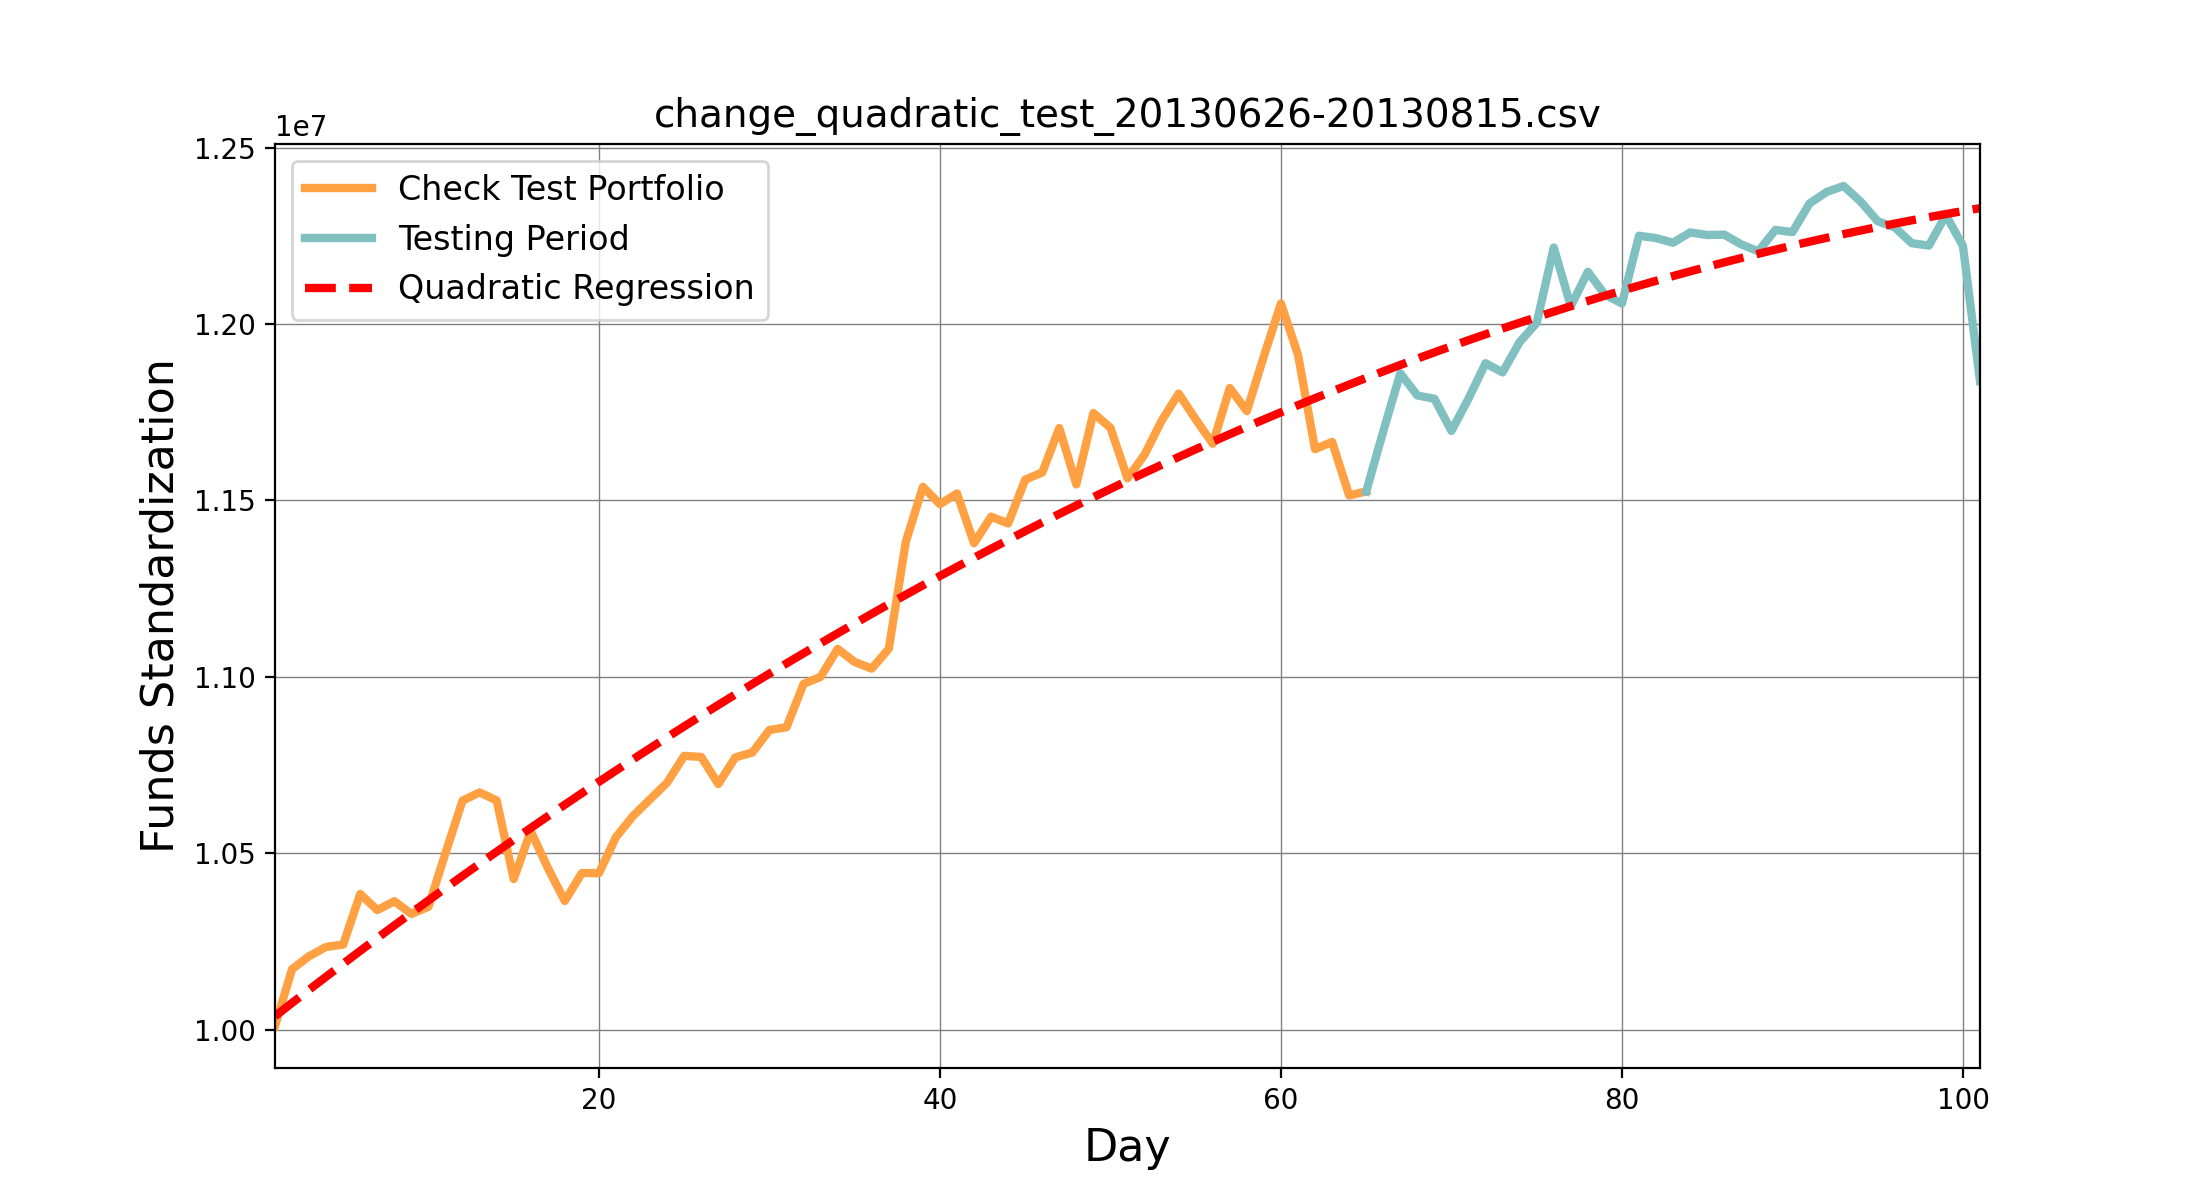 change_quadratic_test_20130626-20130815.csv
1e7
Check Test Portfolio
Testing Period
Quadratic Regression
1.25
1.20
1.15
1.10
1.05
1.00
Funds Standardization
20 40 60 80 100
Day